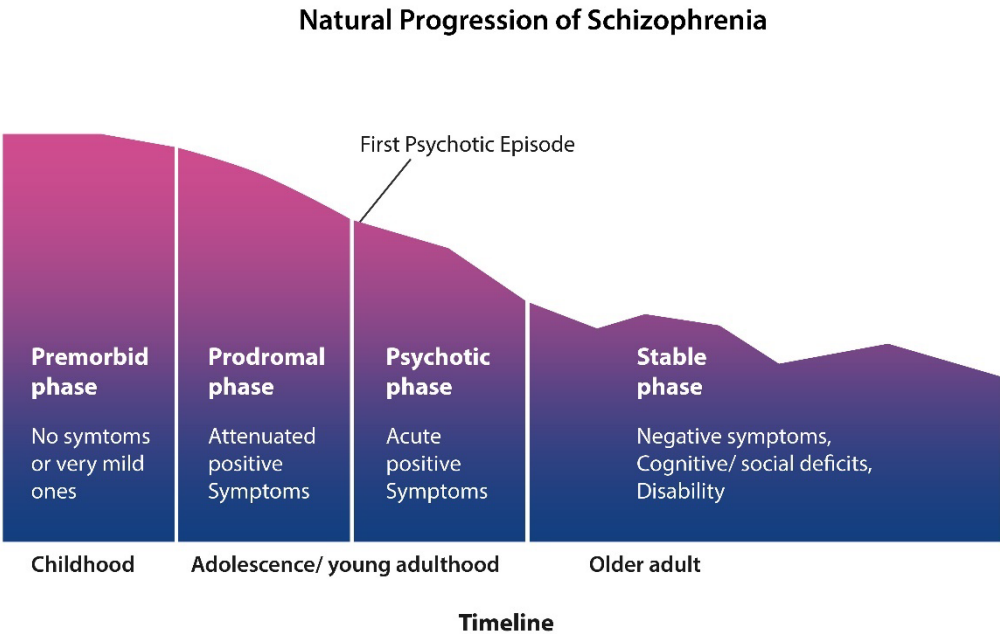 Natural Progression of Schizophrenia
First Psychotic Episode
Premorbid
phase
No symtoms
or very mild
ones
Prodromal
phase
Attenuated
positive
Symptoms
Psychotic
phase
Acute
positive
Symptoms
Stable
phase
Negative symptoms,
Cognitive/ social deficits,
Disability
Childhood
Adolescence/ young adulthood
Older adult
Timeline